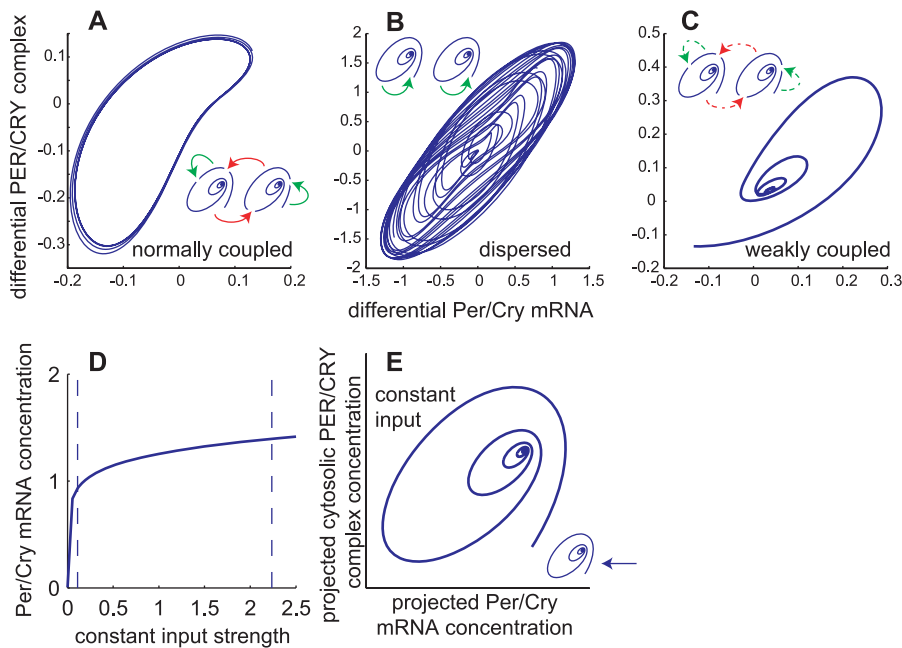 A
B
C
differential PER/CRY complex
0.1
0
-0.1
-0.2
-0.3
-0.2
-0.1
0
0.1
0.2
normally coupled
2
1.5
1
0.5
0
-0.5
-1
-1.5
-2
-1.5
-1
-0.5
0
0.5
1
1.5
dispersed
differential Per/Cry mRNA
0.5
0.4
0.3
0.2
0.1
0
-0.1
-0.2
-0.2
-0.1
0
0.1
0.2
0.3
weakly coupled
D
Per/Cry mRNA concentration
2
1
0
0
0.5
1
1.5
2
2.5
constant input strength
E
projected cytosolic PER/CRY
complex concentration
constant
input
projected Per/Cry
mRNA concentration